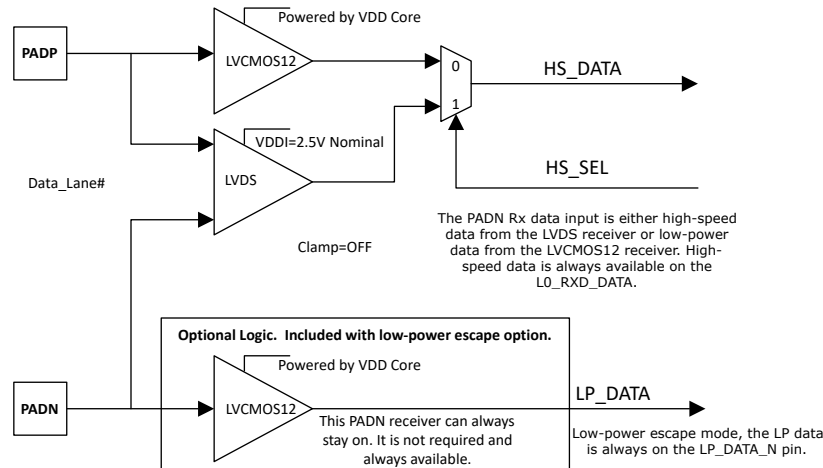 Powered by VDD Core
PADP
LVCMOS12
0
HS_DATA
1
VDDI=2.5V Nominal
HS_SEL
Data_Lane#
LVDS
The PADN Rx data input is either high-speed
data from the LVDS receiver or low-power
data from the LVCMOS12 receiver. High-
speed data is always available on the
L0_RXD_DATA.
Clamp=OFF
Optional Logic. Included with low-power escape option.
Powered by VDD Core
PADN
LVCMOS12
LP_DATA
This PADN receiver can always
stay on. It is not required and
always available.
Low-power escape mode, the LP data
is always on the LP_DATA_N pin.